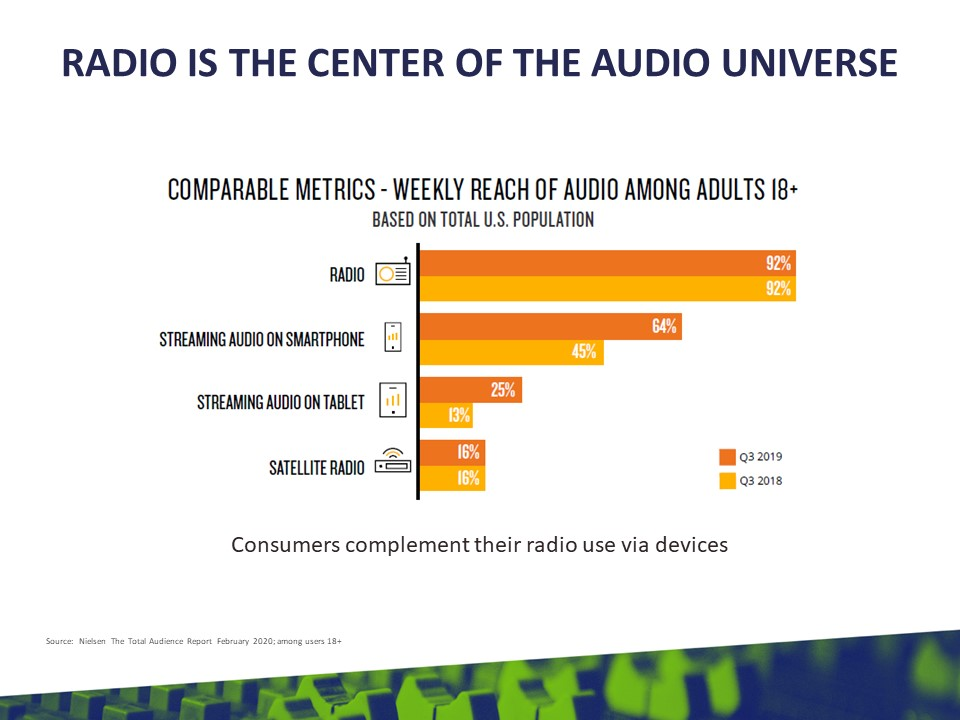 RADIO IS THE CENTER OF THE AUDIO UNIVERSE
COMPARABLE METRICS - WEEKLY REACH OF AUDIO AMONG ADULTS 18+
BASED ON TOTAL U.S. POPULATION
RADIO
92%
92%
STREAMING AUDIO ON SMARTPHONE
64%
45%
STREAMING AUDIO ON TABLET
25%
13%
SATELLITE RADIO
16%
16%
Q3 2019
Q3 2018
Consumers complement their radio use via devices
Source: Nielsen The Total Audience Report February 2020; among users 18+